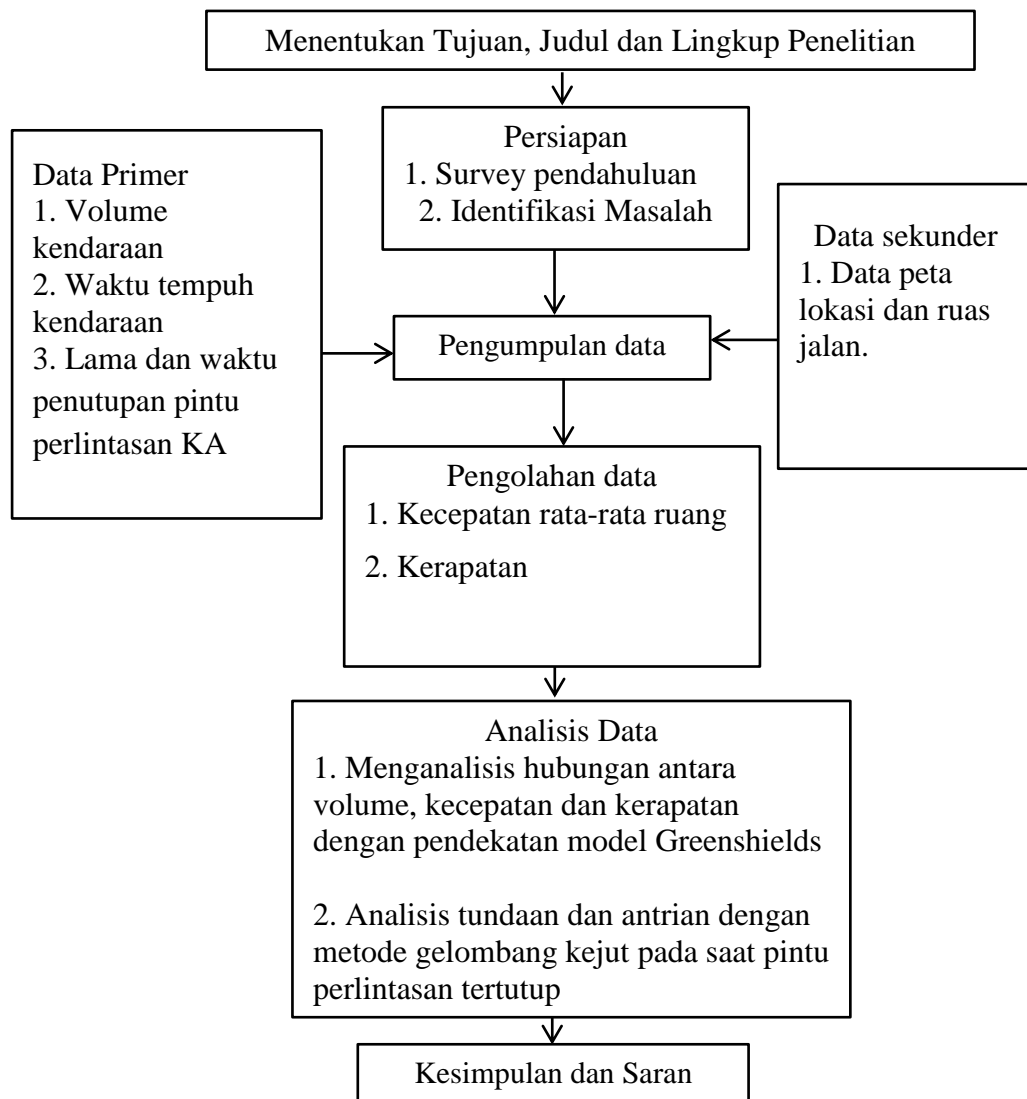 Menentukan Tujuan, Judul dan Lingkup Penelitian
Persiapan
1. Survey pendahuluan
2. Identifikasi Masalah
Data Primer
1. Volume
kendaraan
2. Waktu tempuh
kendaraan
3. Lama dan waktu
penutupan pintu
perlintasan KA
Data sekunder
1. Data peta
lokasi dan ruas
jalan.
Pengumpulan data
Pengolahan data
1. Kecepatan rata-rata ruang
2. Kerapatan
Analisis Data
1. Menganalisis hubungan antara
volume, kecepatan dan kerapatan
dengan pendekatan model Greenshields
2. Analisis tundaan dan antrian dengan
metode gelombang kejut pada saat pintu
perlintasan tertutup
Kesimpulan dan Saran